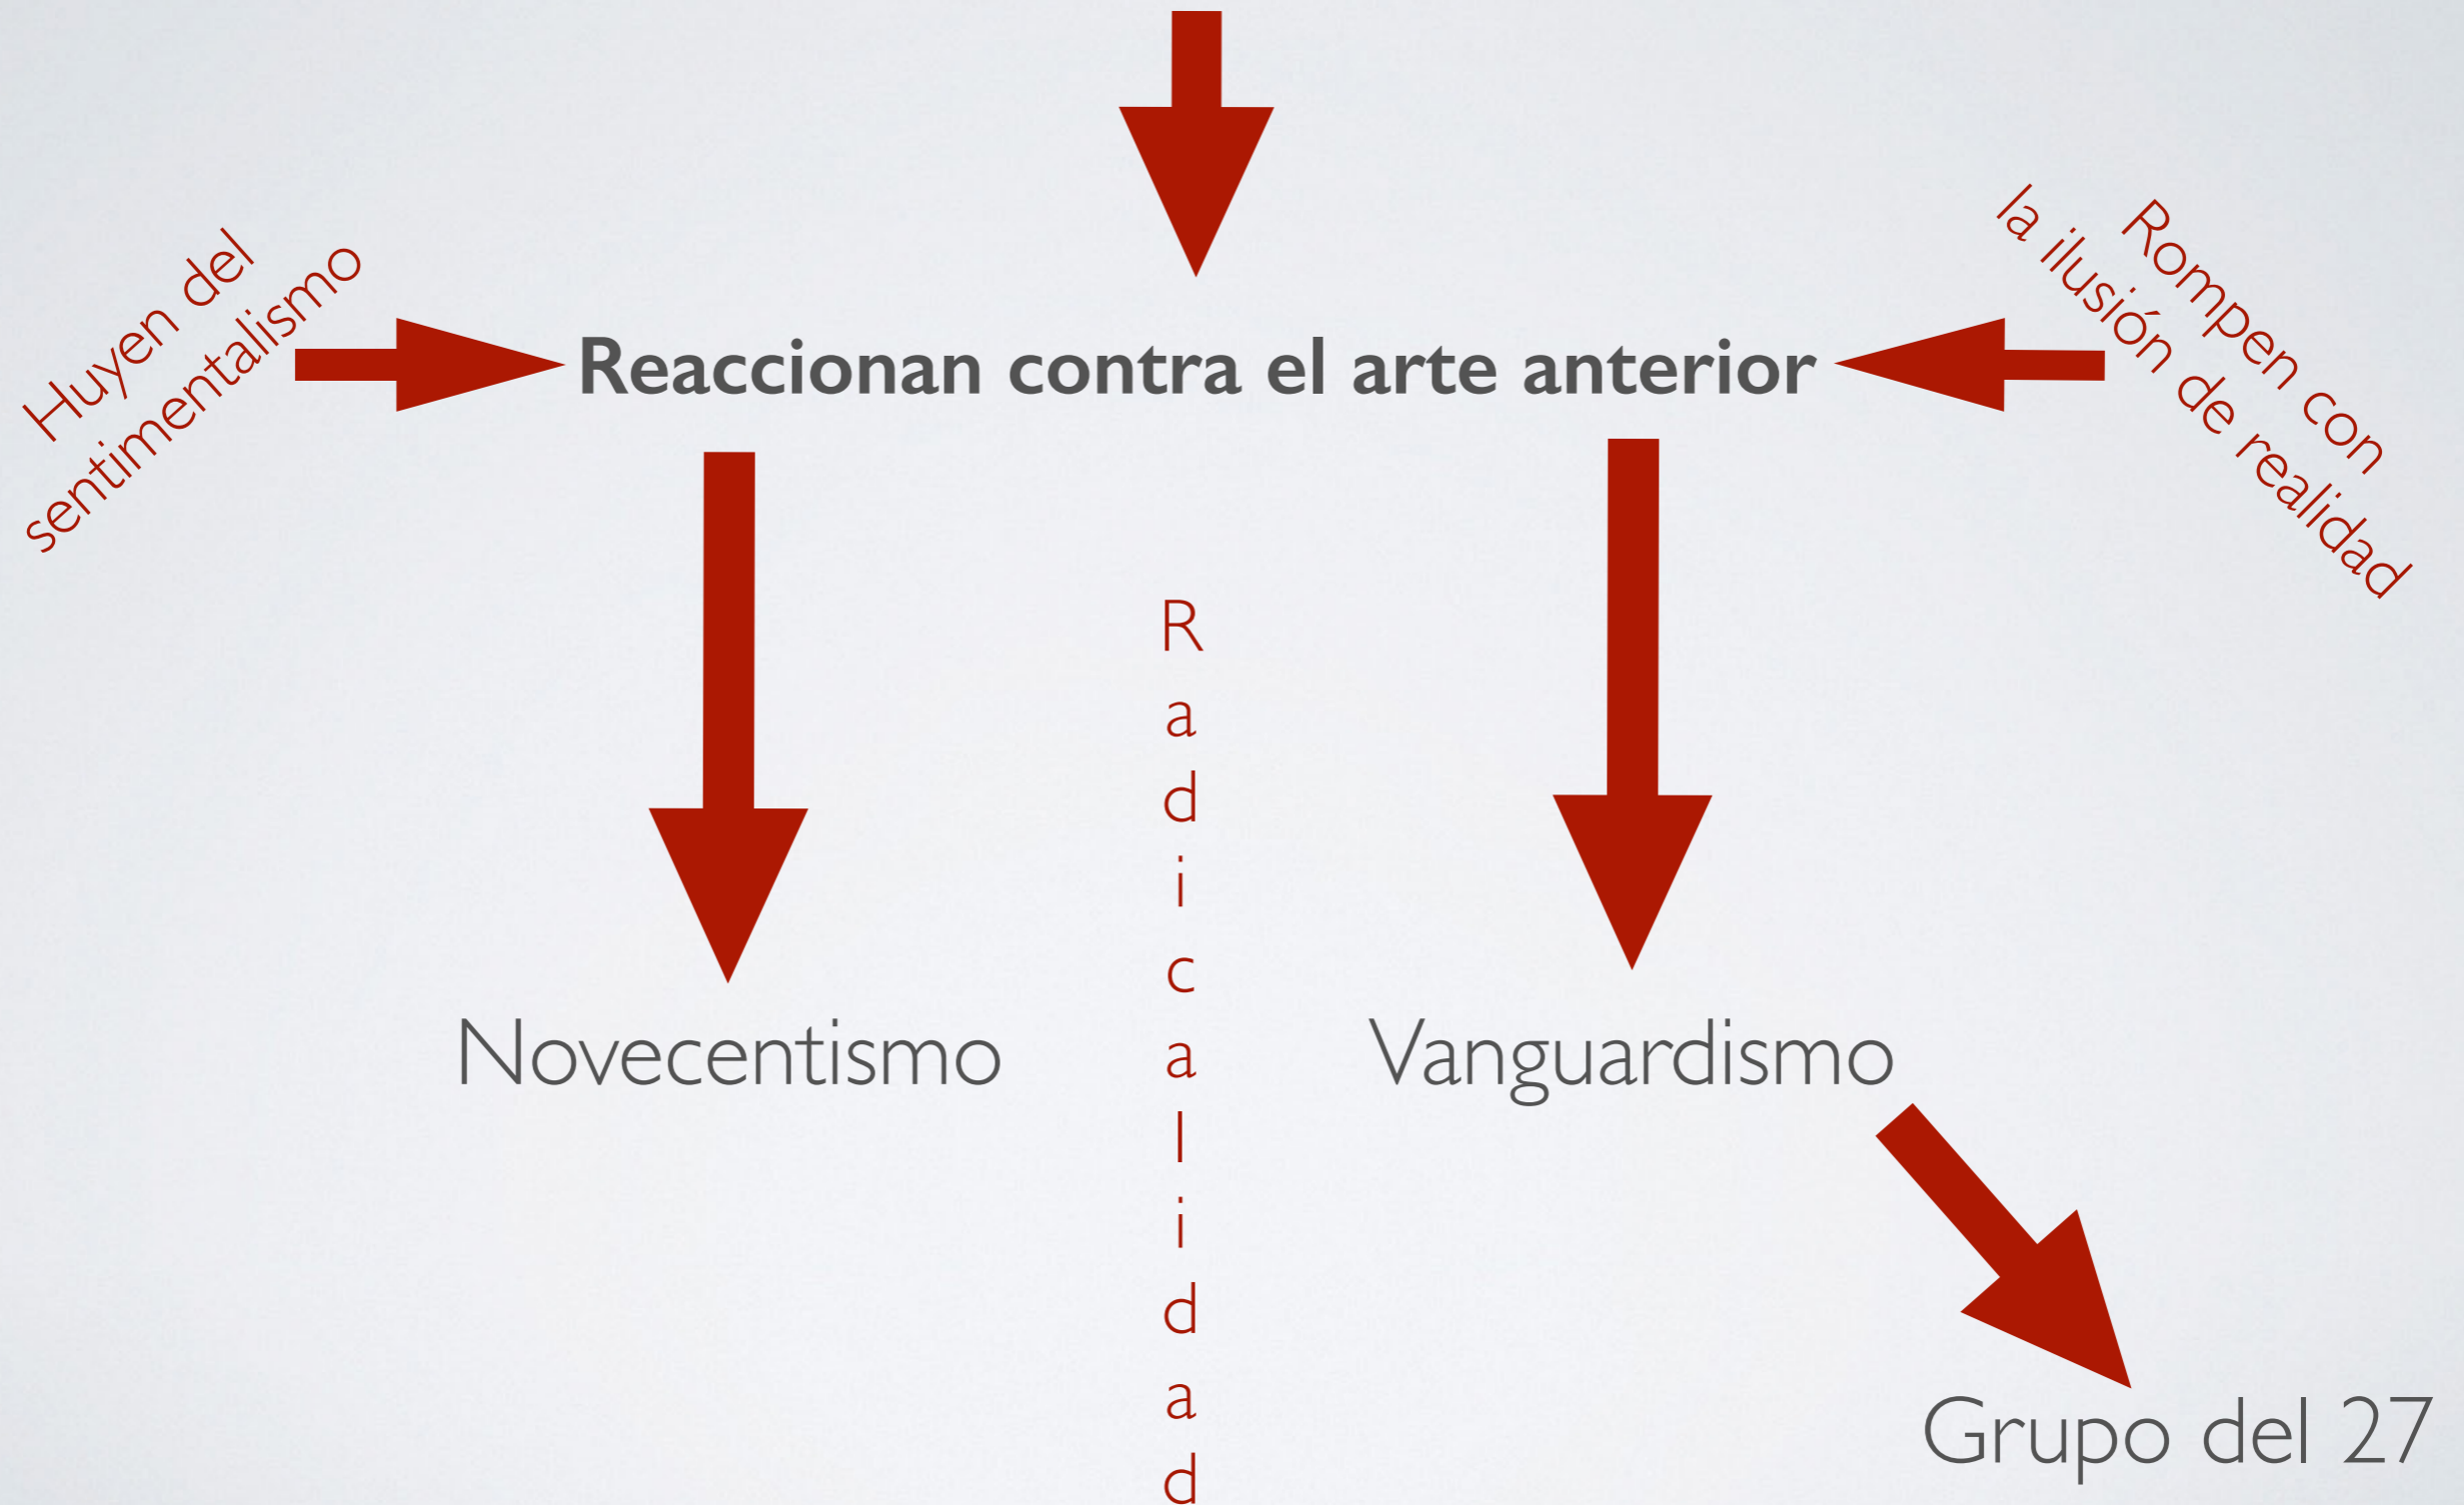 Huyen del
sentimentalismo
Reaccionan contra el arte anterior
Rompen con
la ilusión de realidad
R
a
d
i
c
a
l
i
d
a
d
Novecentismo
Vanguardismo
Grupo del 27